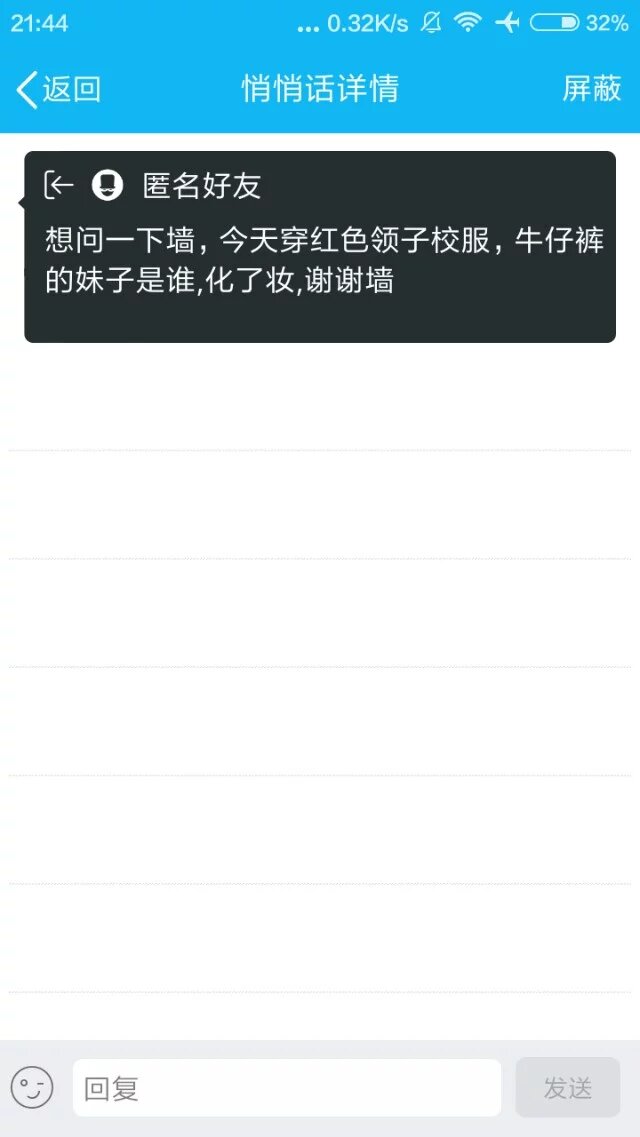 21:44 ... 0.32K/s 32%
返回 悄悄话详情 屏蔽
匿名好友
想问一下墙，今天穿红色领子校服，牛仔裤
的妹子是谁,化了妆,谢谢墙
回复 发送